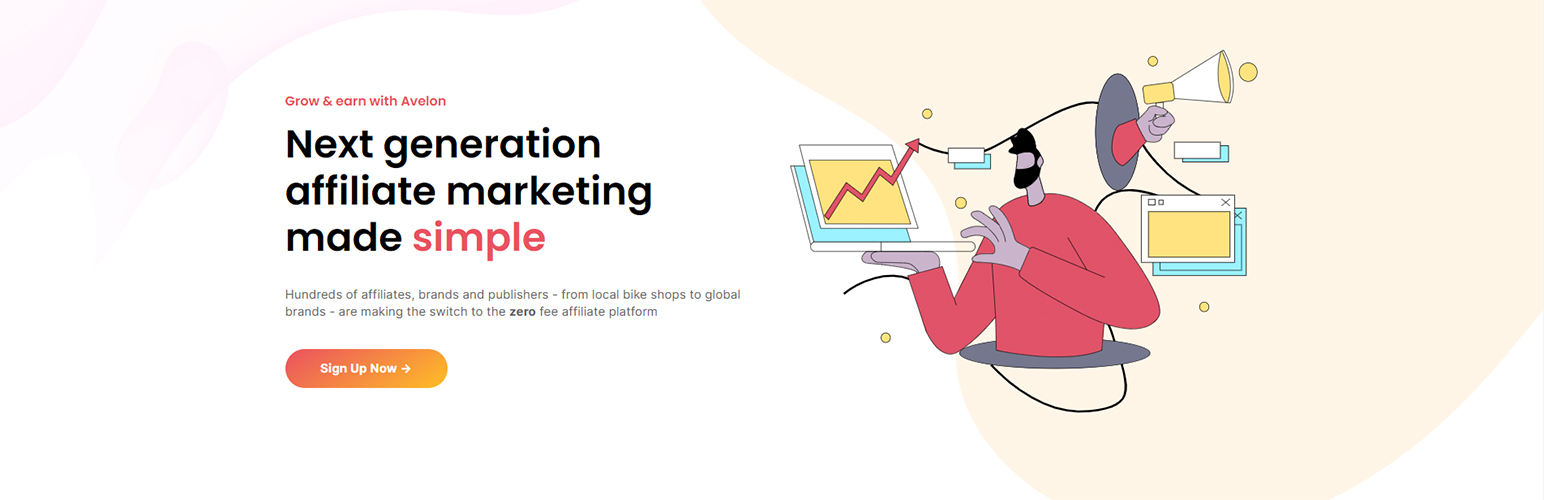 Grow & earn with Avelon
Next generation
affiliate marketing
made simple
Hundreds of affiliates, brands and publishers - from local bike shops to global
brands - are making the switch to the zero fee affiliate platform
Sign Up Now →